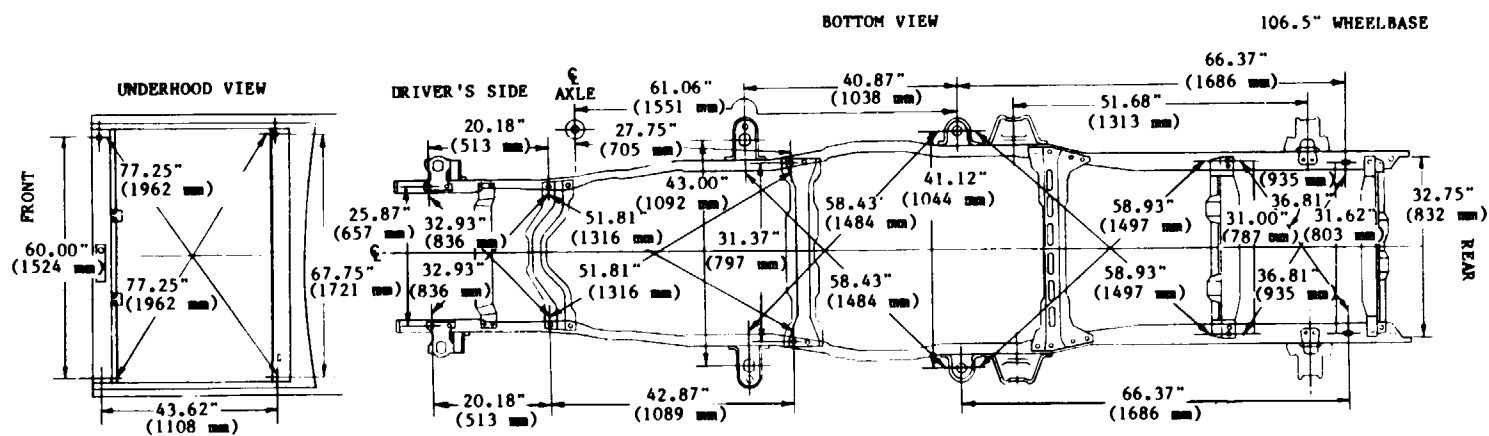 BOTTOM VIEW
106.5" WHEELBASE
UNDERHOOD VIEW
DRIVER'S SIDE
℄
AXLE
61.06"
(1551 mm)
40.87"
(1038 mm)
66.37"
(1686 mm)
51.68"
(1313 mm)
20.18"
(513 mm)
27.75"
(705 mm)
FRONT
77.25"
(1962 mm)
60.00"
(1524 mm)
77.25"
(1962 mm)
67.75"
(1721 mm)
43.62"
(1108 mm)
25.87"
(657 mm)
℄
32.93"
(836 mm)
32.93"
(836 mm)
51.81"
(1316 mm)
51.81"
(1316 mm)
43.00"
(1092 mm)
31.37"
(797 mm)
58.43"
(1484 mm)
58.43"
(1484 mm)
41.12"
(1044 mm)
58.93"
(1497 mm)
58.93"
(1497 mm)
31.00"
(787 mm)
(935 mm)
36.81"
31.62"
(803 mm)
36.81"
(935 mm)
32.75"
(832 mm)
REAR
20.18"
(513 mm)
42.87"
(1089 mm)
66.37"
(1686 mm)